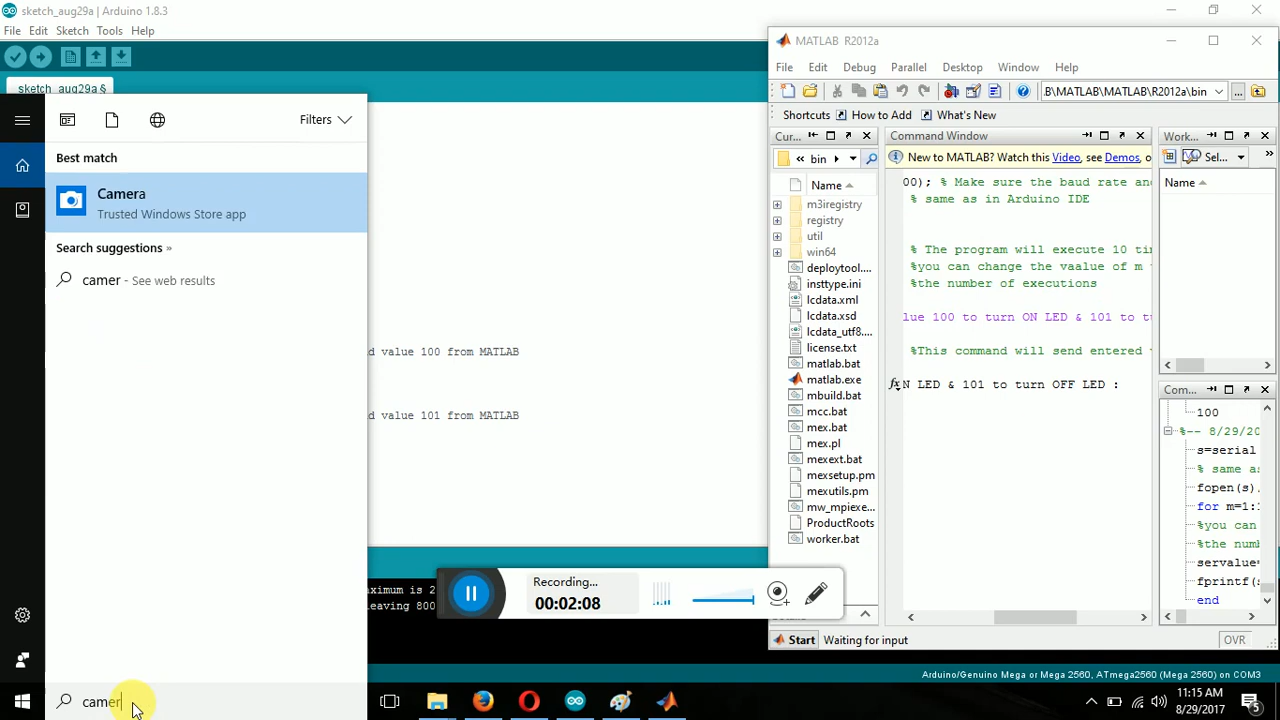 sketch_aug29a | Arduino 1.8.3
File Edit Sketch Tools Help
sketch_aug29a §
Filters
Best match
Camera
Trusted Windows Store app
Search suggestions »
camer - See web results
d value 100 from MATLAB
d value 101 from MATLAB
ximum is 2
leaving 800
Recording...
00:02:08
camer
MATLAB R2012a
File Edit Debug Parallel Desktop Window Help
B\MATLAB\MATLAB\R2012a\bin
...
Shortcuts How to Add What's New
Cur...
« bin
Name
m3iregistry
registry
util
win64
deploytool....
insttype.ini
lcdata.xml
lcdata.xsd
lcdata_utf8....
license.txt
matlab.bat
matlab.exe
mbuild.bat
mcc.bat
mex.bat
mex.pl
mexext.bat
mexsetup.pm
mexutils.pm
mw_mpiexe...
ProductRoots
worker.bat
Command Window
New to MATLAB? Watch this Video, see Demos, o
00); % Make sure the baud rate and
% same as in Arduino IDE
% The program will execute 10 tim
%you can change the vaalue of m
%the number of executions
lue 100 to turn ON LED & 101 to tu
%This command will send entered
fx N LED & 101 to turn OFF LED :
Work...
Sel...
»
Name
Com...
100
%-- 8/29/20
s=serial
% same as
fopen(s)
for m=1:
%you can
%the numb
servalue=
fprintf(s
end
Start Waiting for input
OVR
Arduino/Genuino Mega or Mega 2560, ATmega2560 (Mega 2560) on COM3
11:15 AM
8/29/2017
5